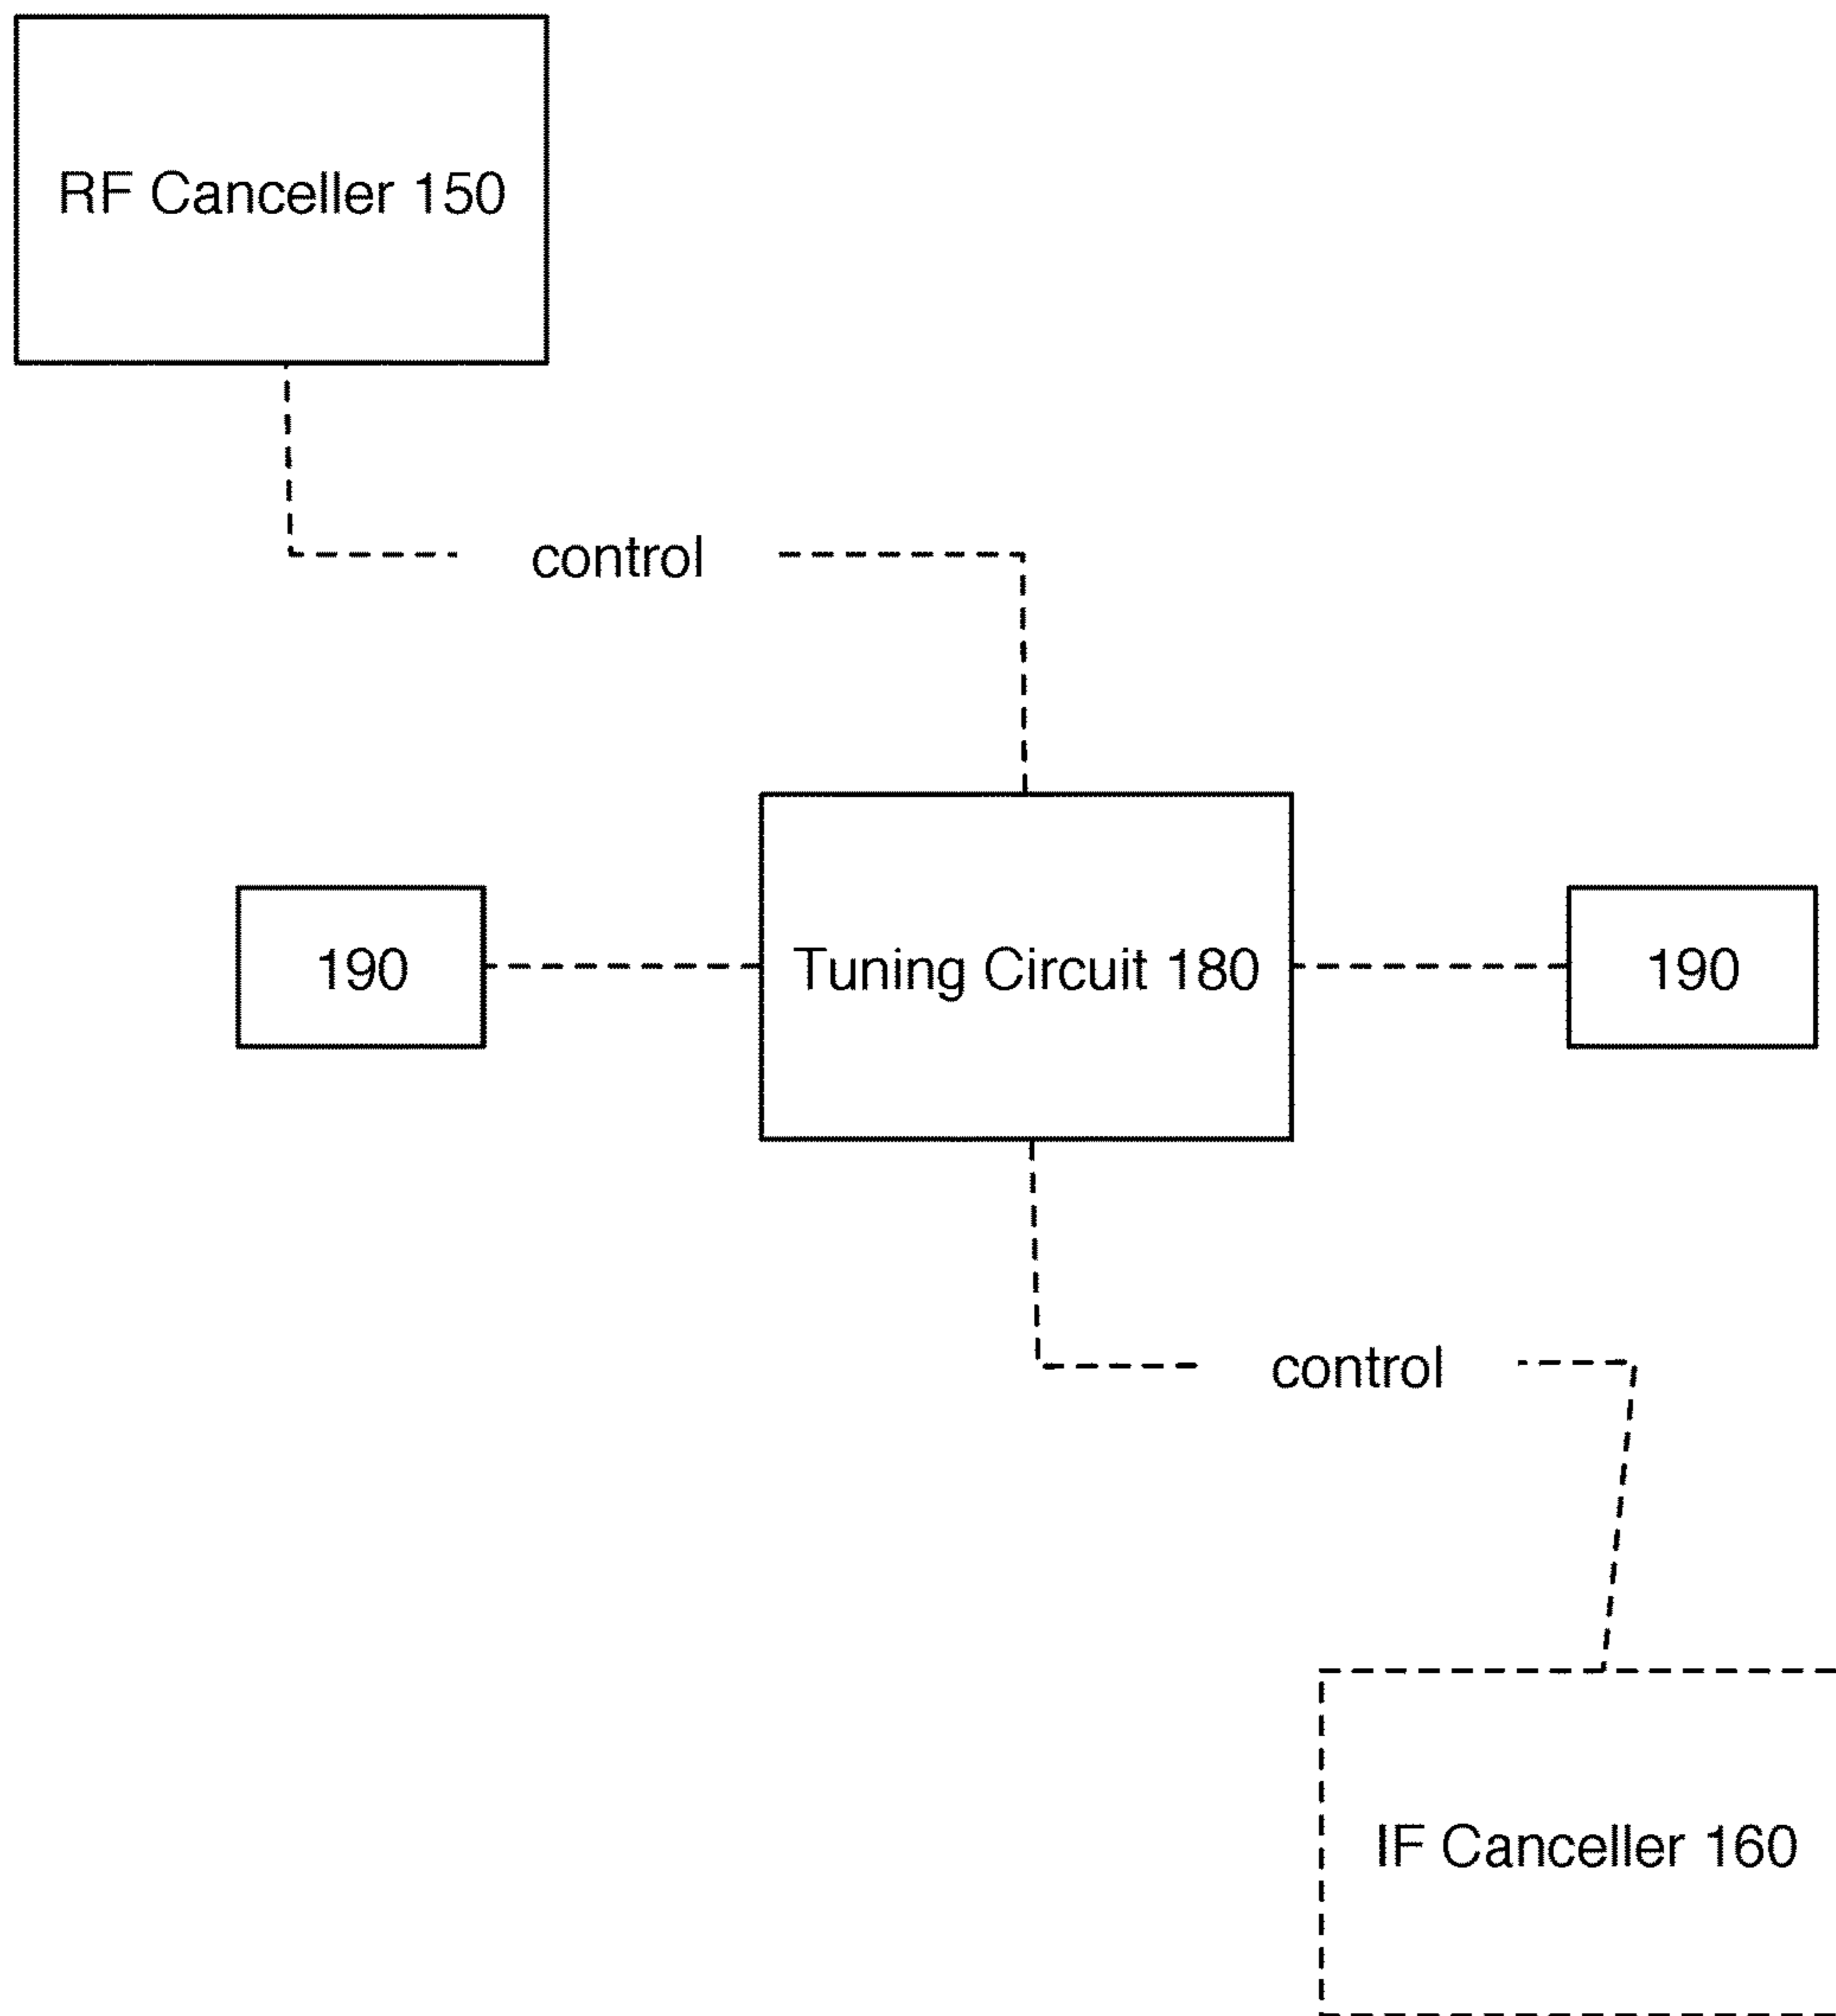 RF Canceller 150
control
190
Tuning Circuit 180
190
control
IF Canceller 160